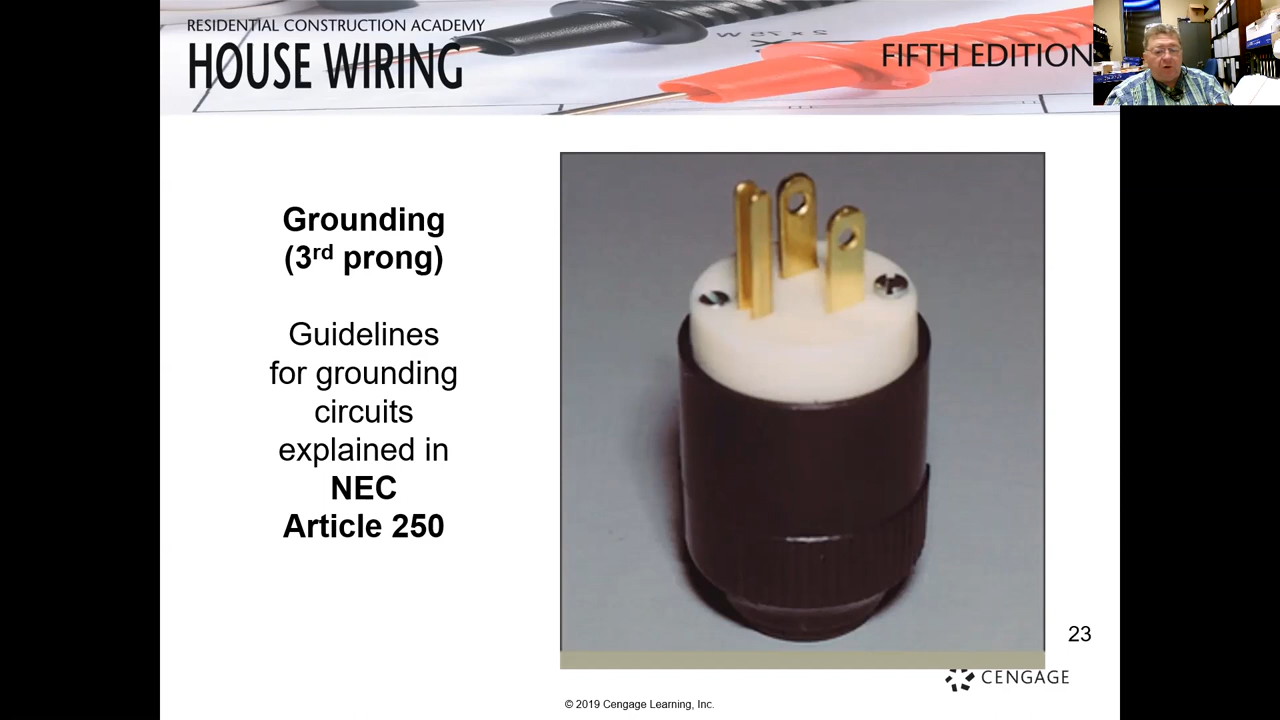 RESIDENTIAL CONSTRUCTION ACADEMY
HOUSE WIRING
FIFTH EDITION
Grounding
(3rd prong)
Guidelines
for grounding
circuits
explained in
NEC
Article 250
23
CENGAGE
© 2019 Cengage Learning, Inc.